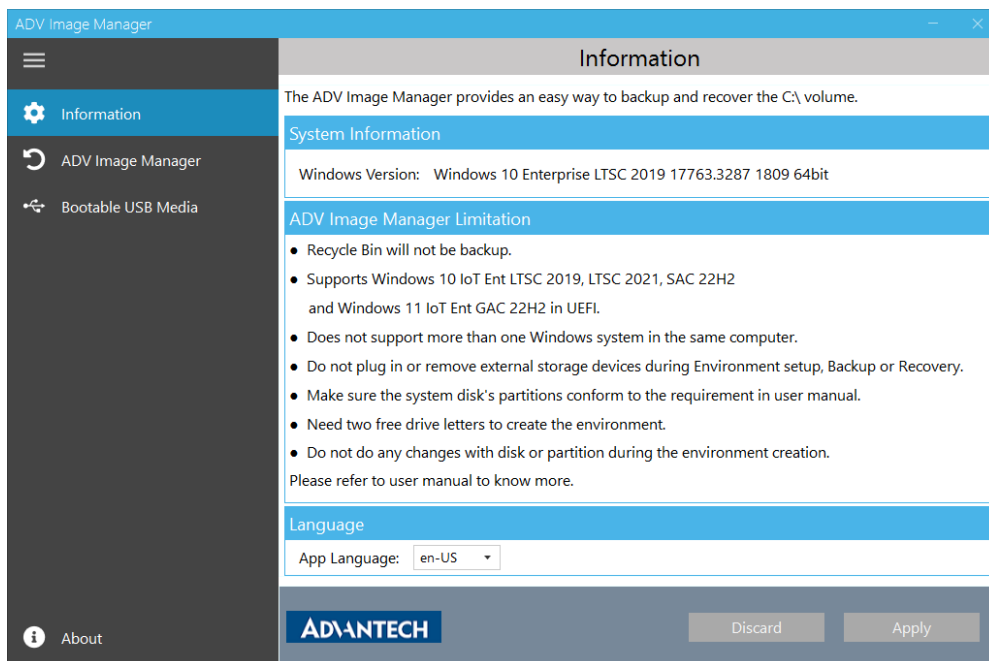 ADV Image Manager
Information
Information
ADV Image Manager
Bootable USB Media
The ADV Image Manager provides an easy way to backup and recover the C:\ volume.
System Information
Windows Version: Windows 10 Enterprise LTSC 2019 17763.3287 1809 64bit
ADV Image Manager Limitation
● Recycle Bin will not be backup.
● Supports Windows 10 IoT Ent LTSC 2019, LTSC 2021, SAC 22H2
and Windows 11 IoT Ent GAC 22H2 in UEFI.
● Does not support more than one Windows system in the same computer.
● Do not plug in or remove external storage devices during Environment setup, Backup or Recovery.
● Make sure the system disk's partitions conform to the requirement in user manual.
● Need two free drive letters to create the environment.
● Do not do any changes with disk or partition during the environment creation.
Please refer to user manual to know more.
Language
App Language: en-US
About
ADVANTECH
Discard Apply